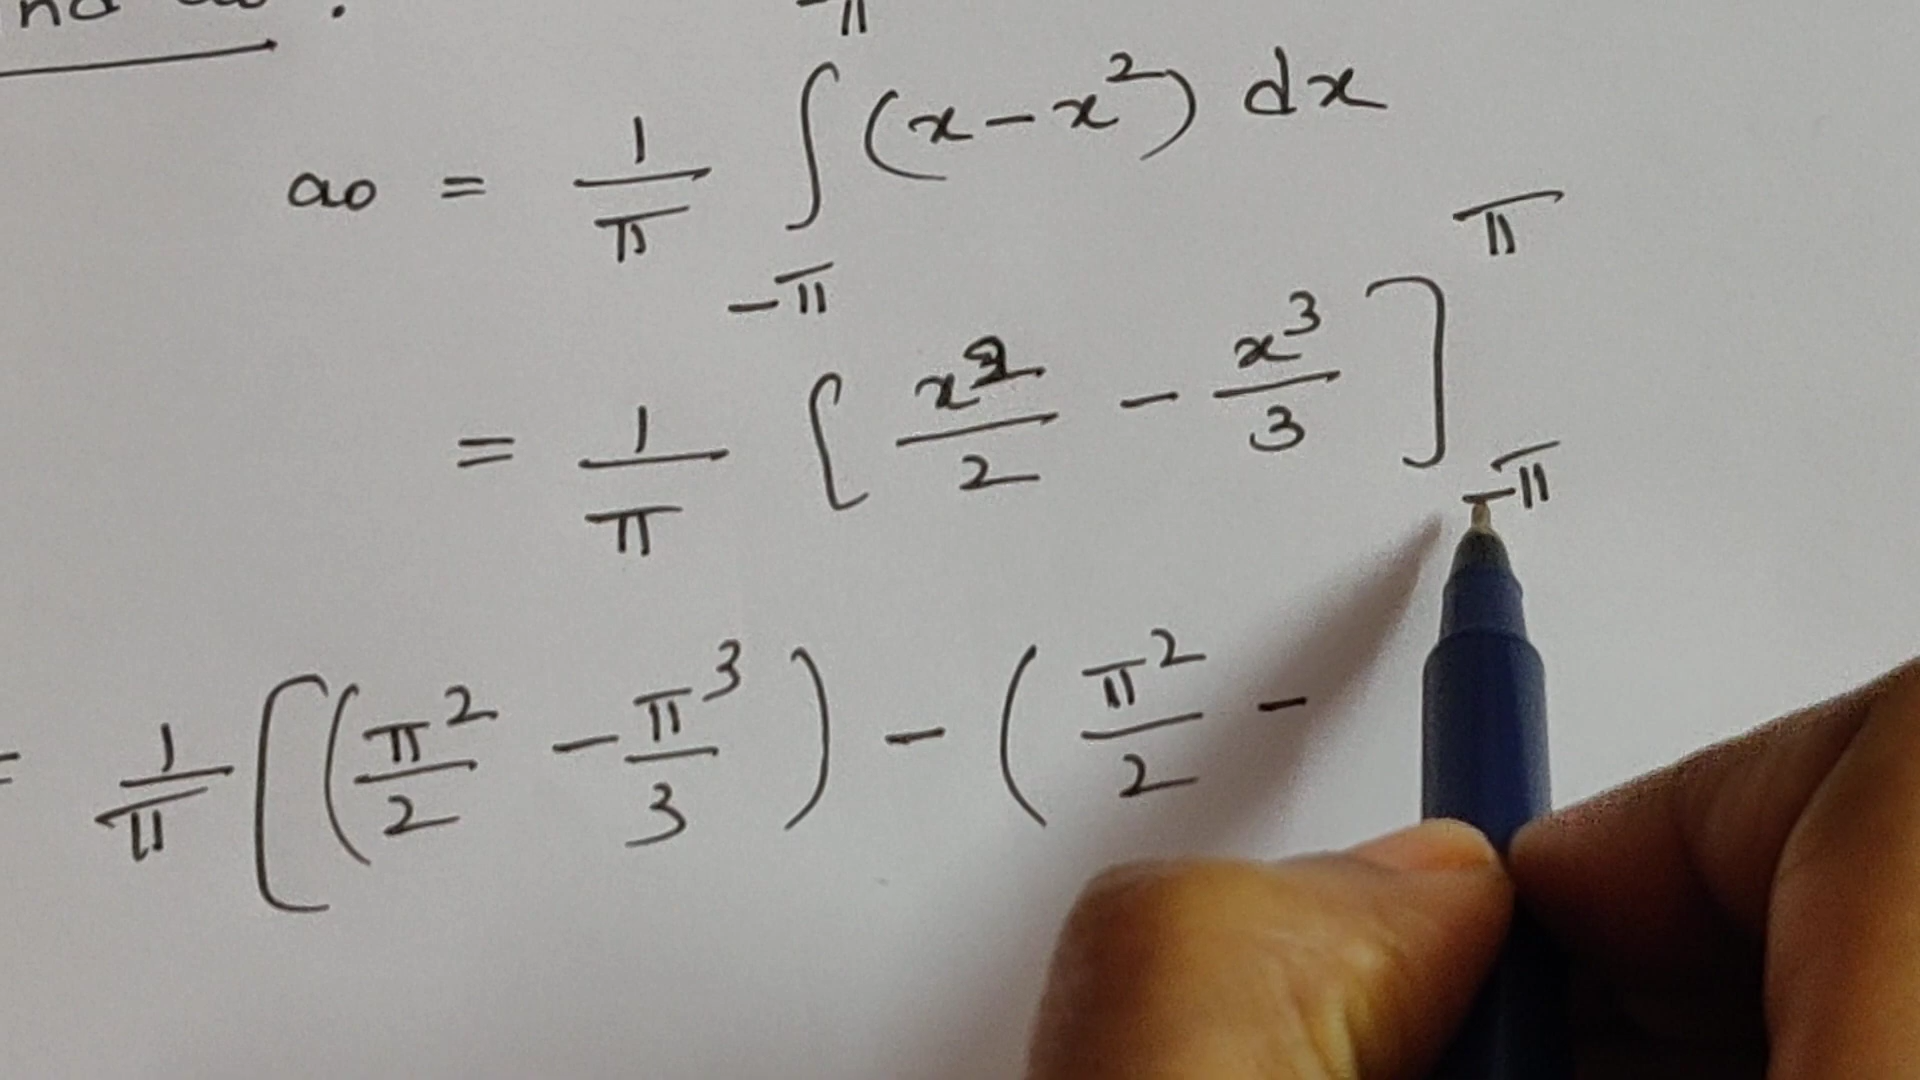 a₀ = 1/π ∫_{-π}^{π} (x - x²) dx
= 1/π [ x²/2 - x³/3 ]_{-π}^{π}
= 1/π [ ( π²/2 - π³/3 ) - ( π²/2 -